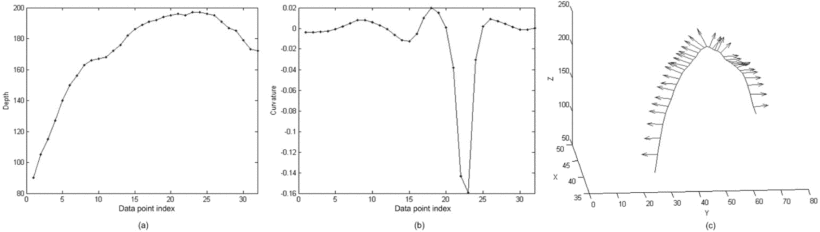 200
180
160
140
120
100
80
Depth
0 5 10 15 20 25 30
Data point index
(a)
0.02
0
-0.02
-0.04
-0.06
-0.08
-0.1
-0.12
-0.14
-0.16
Curvature
0 5 10 15 20 25 30
Data point index
(b)
250
200
150
100
50
Z
50
45
40
35
X
0 10 20 30 40 50 60 70 80
Y
(c)